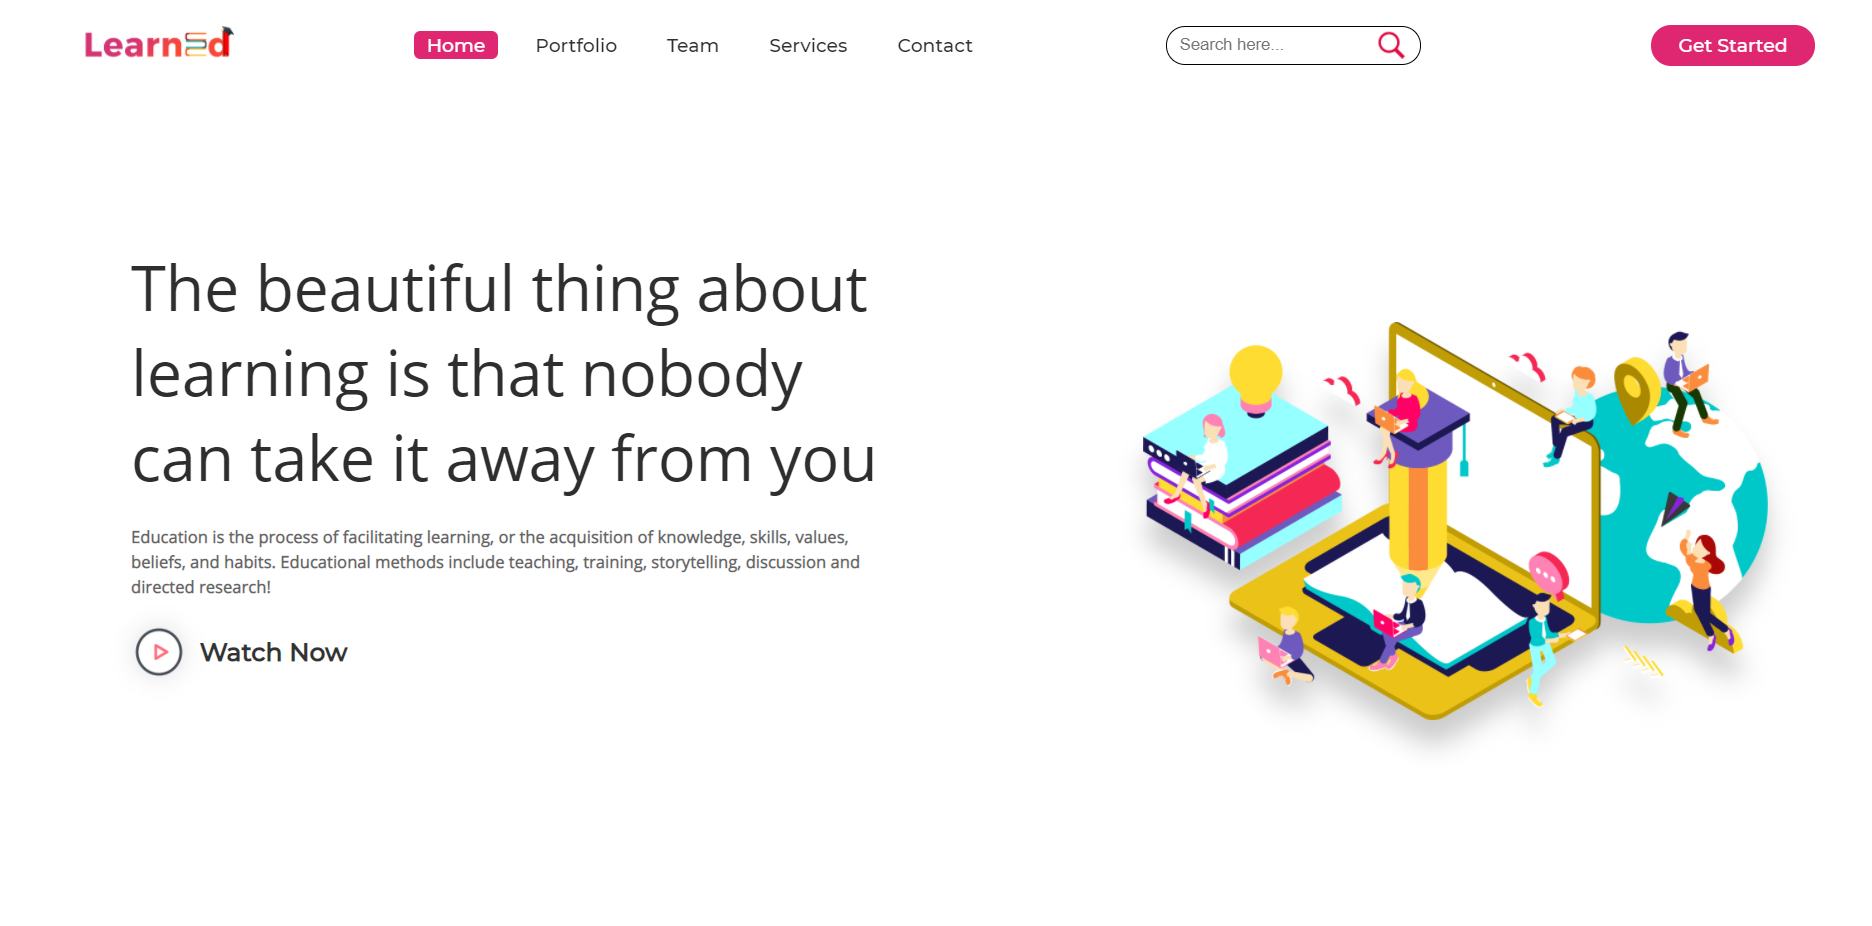 LearnEd
Home Portfolio Team Services Contact Search here... Get Started
The beautiful thing about
learning is that nobody
can take it away from you
Education is the process of facilitating learning, or the acquisition of knowledge, skills, values,
beliefs, and habits. Educational methods include teaching, training, storytelling, discussion and
directed research!
Watch Now